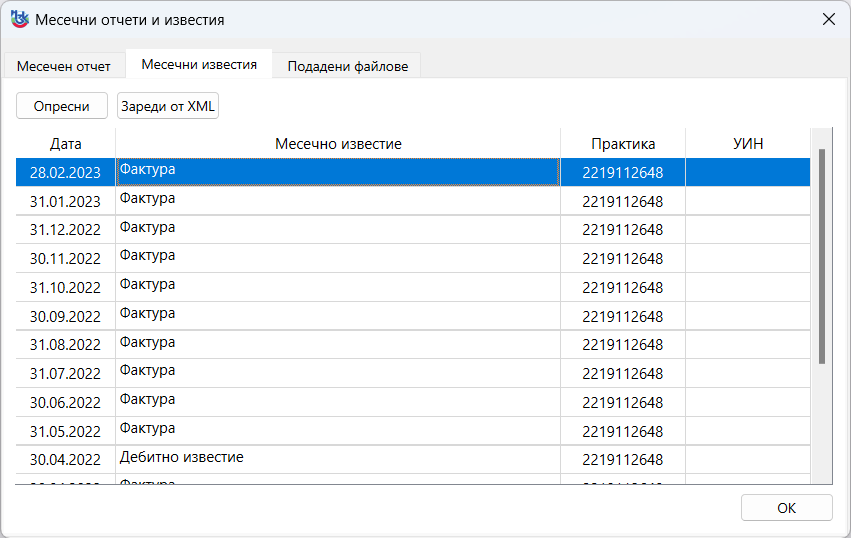 Месечни отчети и известия
Месечен отчет Месечни известия Подадени файлове
Опресни Зареди от XML
Дата Месечно известие Практика УИН
28.02.2023 Фактура 2219112648
31.01.2023 Фактура 2219112648
31.12.2022 Фактура 2219112648
30.11.2022 Фактура 2219112648
31.10.2022 Фактура 2219112648
30.09.2022 Фактура 2219112648
31.08.2022 Фактура 2219112648
31.07.2022 Фактура 2219112648
30.06.2022 Фактура 2219112648
31.05.2022 Фактура 2219112648
30.04.2022 Дебитно известие 2219112648
Фактура
OK